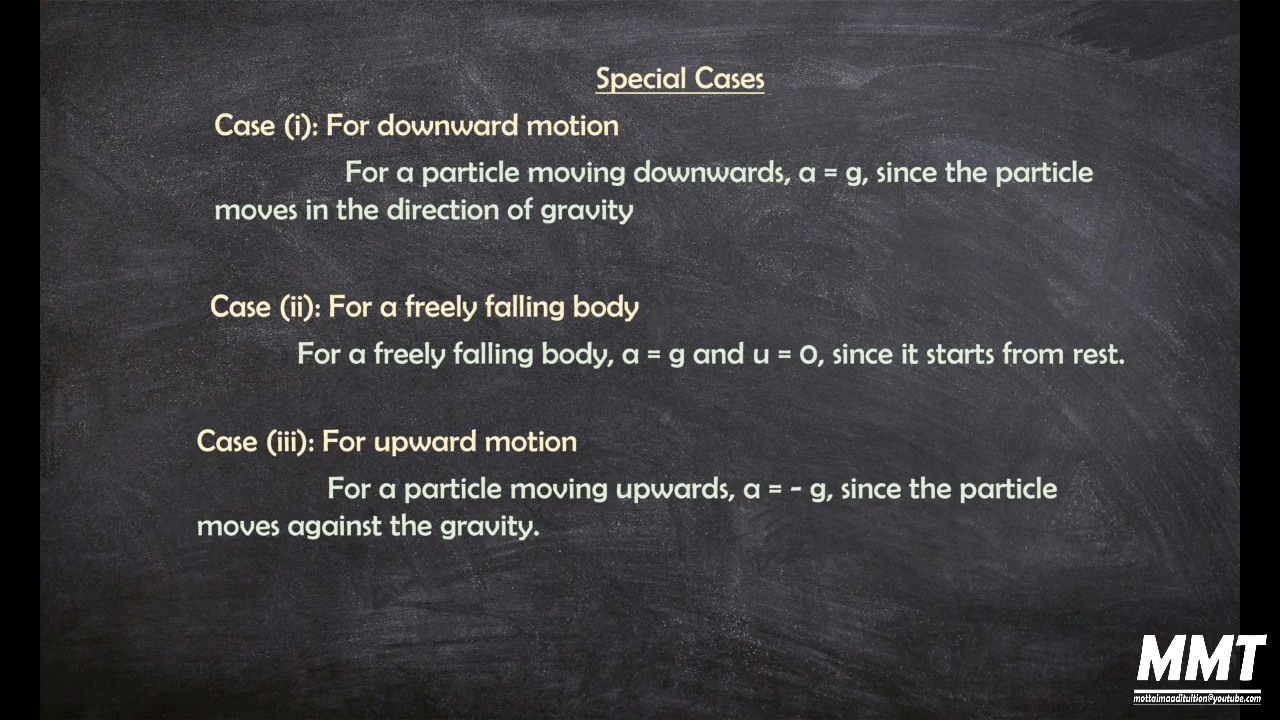 Special Cases
Case (i): For downward motion
For a particle moving downwards, a = g, since the particle
moves in the direction of gravity
Case (ii): For a freely falling body
For a freely falling body, a = g and u = 0, since it starts from rest.
Case (iii): For upward motion
For a particle moving upwards, a = - g, since the particle
moves against the gravity.
MMT
mottaimaadituition@youtube.com